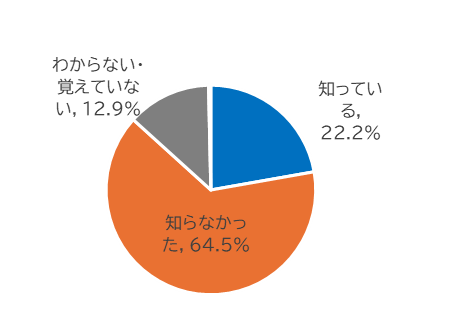 わからない・
覚えていな
い, 12.9%
知ってい
る,
22.2%
知らなかっ
た, 64.5%